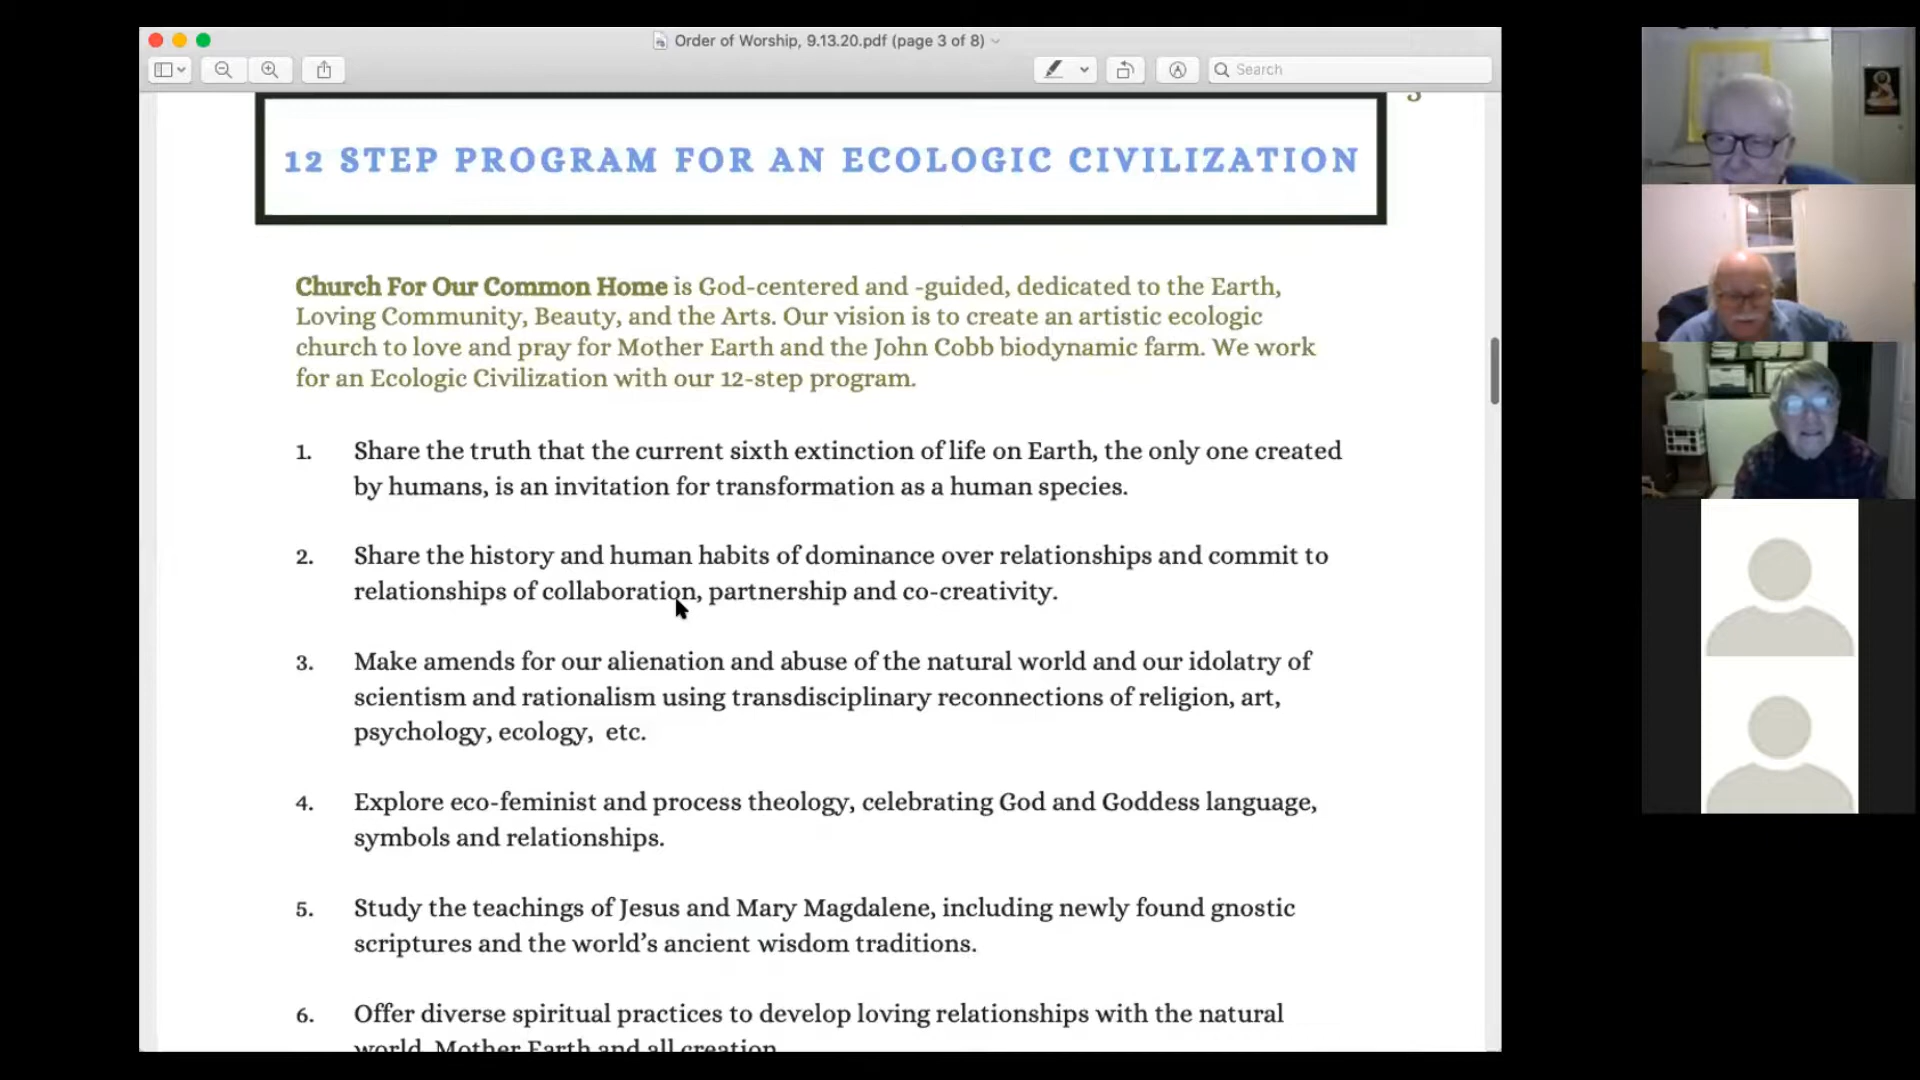 Order of Worship, 9.13.20.pdf (page 3 of 8)
Search
3
12 STEP PROGRAM FOR AN ECOLOGIC CIVILIZATION
Church For Our Common Home is God-centered and -guided, dedicated to the Earth,
Loving Community, Beauty, and the Arts. Our vision is to create an artistic ecologic
church to love and pray for Mother Earth and the John Cobb biodynamic farm. We work
for an Ecologic Civilization with our 12-step program.
1. Share the truth that the current sixth extinction of life on Earth, the only one created
by humans, is an invitation for transformation as a human species.
2. Share the history and human habits of dominance over relationships and commit to
relationships of collaboration, partnership and co-creativity.
3. Make amends for our alienation and abuse of the natural world and our idolatry of
scientism and rationalism using transdisciplinary reconnections of religion, art,
psychology, ecology, etc.
4. Explore eco-feminist and process theology, celebrating God and Goddess language,
symbols and relationships.
5. Study the teachings of Jesus and Mary Magdalene, including newly found gnostic
scriptures and the world's ancient wisdom traditions.
6. Offer diverse spiritual practices to develop loving relationships with the natural
world, Mother Earth and all creation.